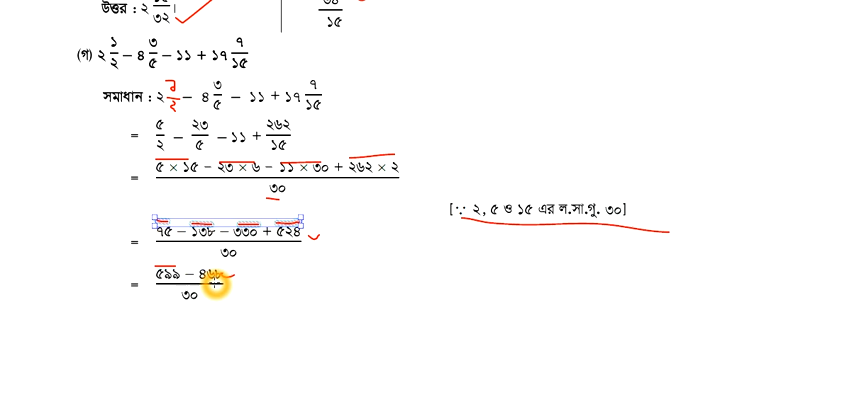 উত্তর : ২ —/৩২ ।
১৫
(গ) ২ ১/২ – ৪ ৩/৫ – ১১ + ১৭ ৭/১৫
সমাধান : ২ ১/২ – ৪ ৩/৫ – ১১ + ১৭ ৭/১৫
= ৫/২ – ২৩/৫ – ১১ + ২৬২/১৫
= ৫ × ১৫ – ২৩ × ৬ – ১১ × ৩০ + ২৬২ × ২ / ৩০
[∵ ২, ৫ ও ১৫ এর ল.সা.গু. ৩০]
= ৭৫ – ১৩৮ – ৩৩০ + ৫২৪ / ৩০
= ৫৯৯ – ৪৬৮ / ৩০